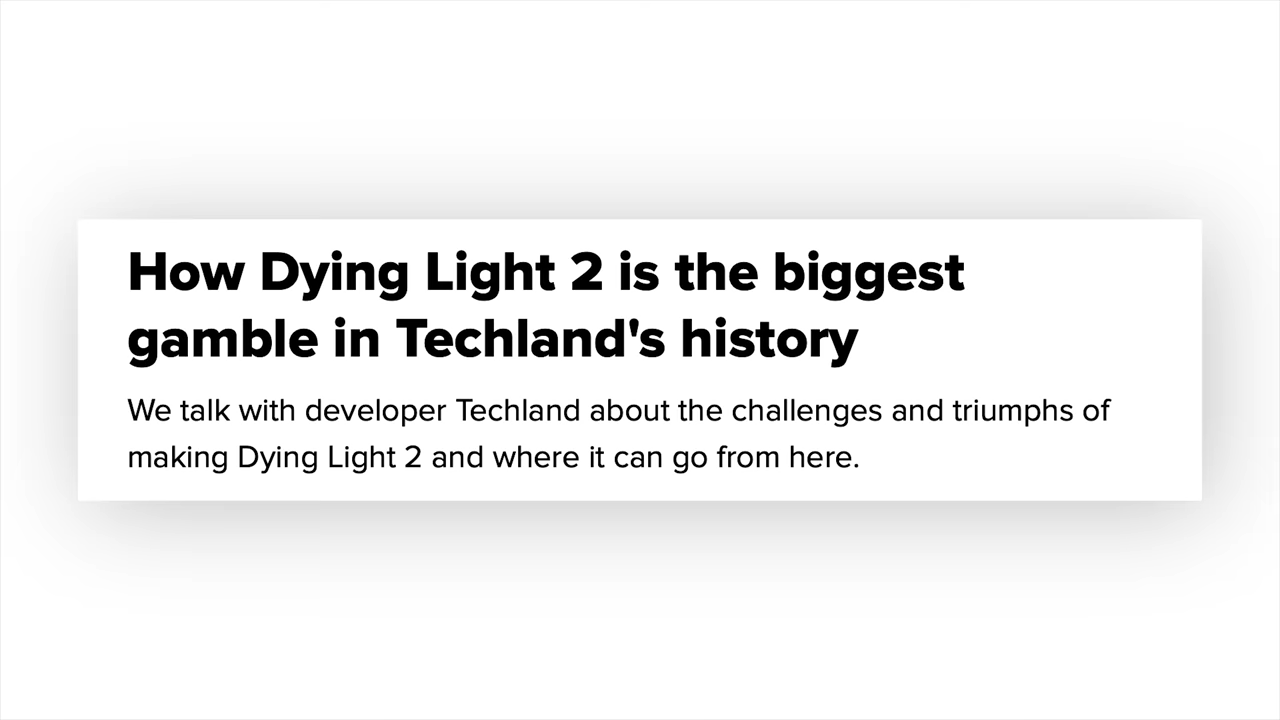 How Dying Light 2 is the biggest
gamble in Techland's history
We talk with developer Techland about the challenges and triumphs of
making Dying Light 2 and where it can go from here.